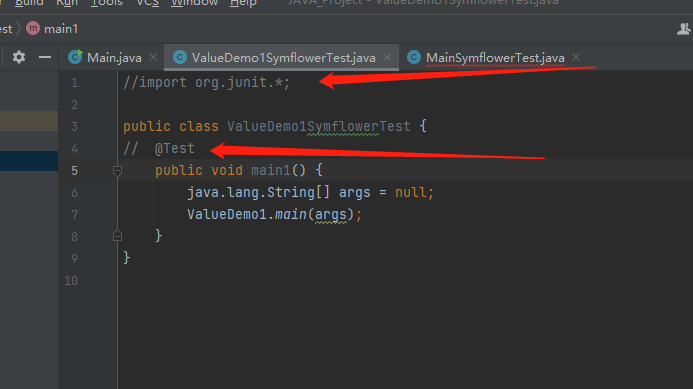 Build Run Tools VCS Window Help JAVA_Project - ValueDemo1SymflowerTest.java
est main1
Main.java ValueDemo1SymflowerTest.java MainSymflowerTest.java
1 //import org.junit.*;
2
3 public class ValueDemo1SymflowerTest {
4 // @Test
5 public void main1() {
6 java.lang.String[] args = null;
7 ValueDemo1.main(args);
8 }
9 }
10